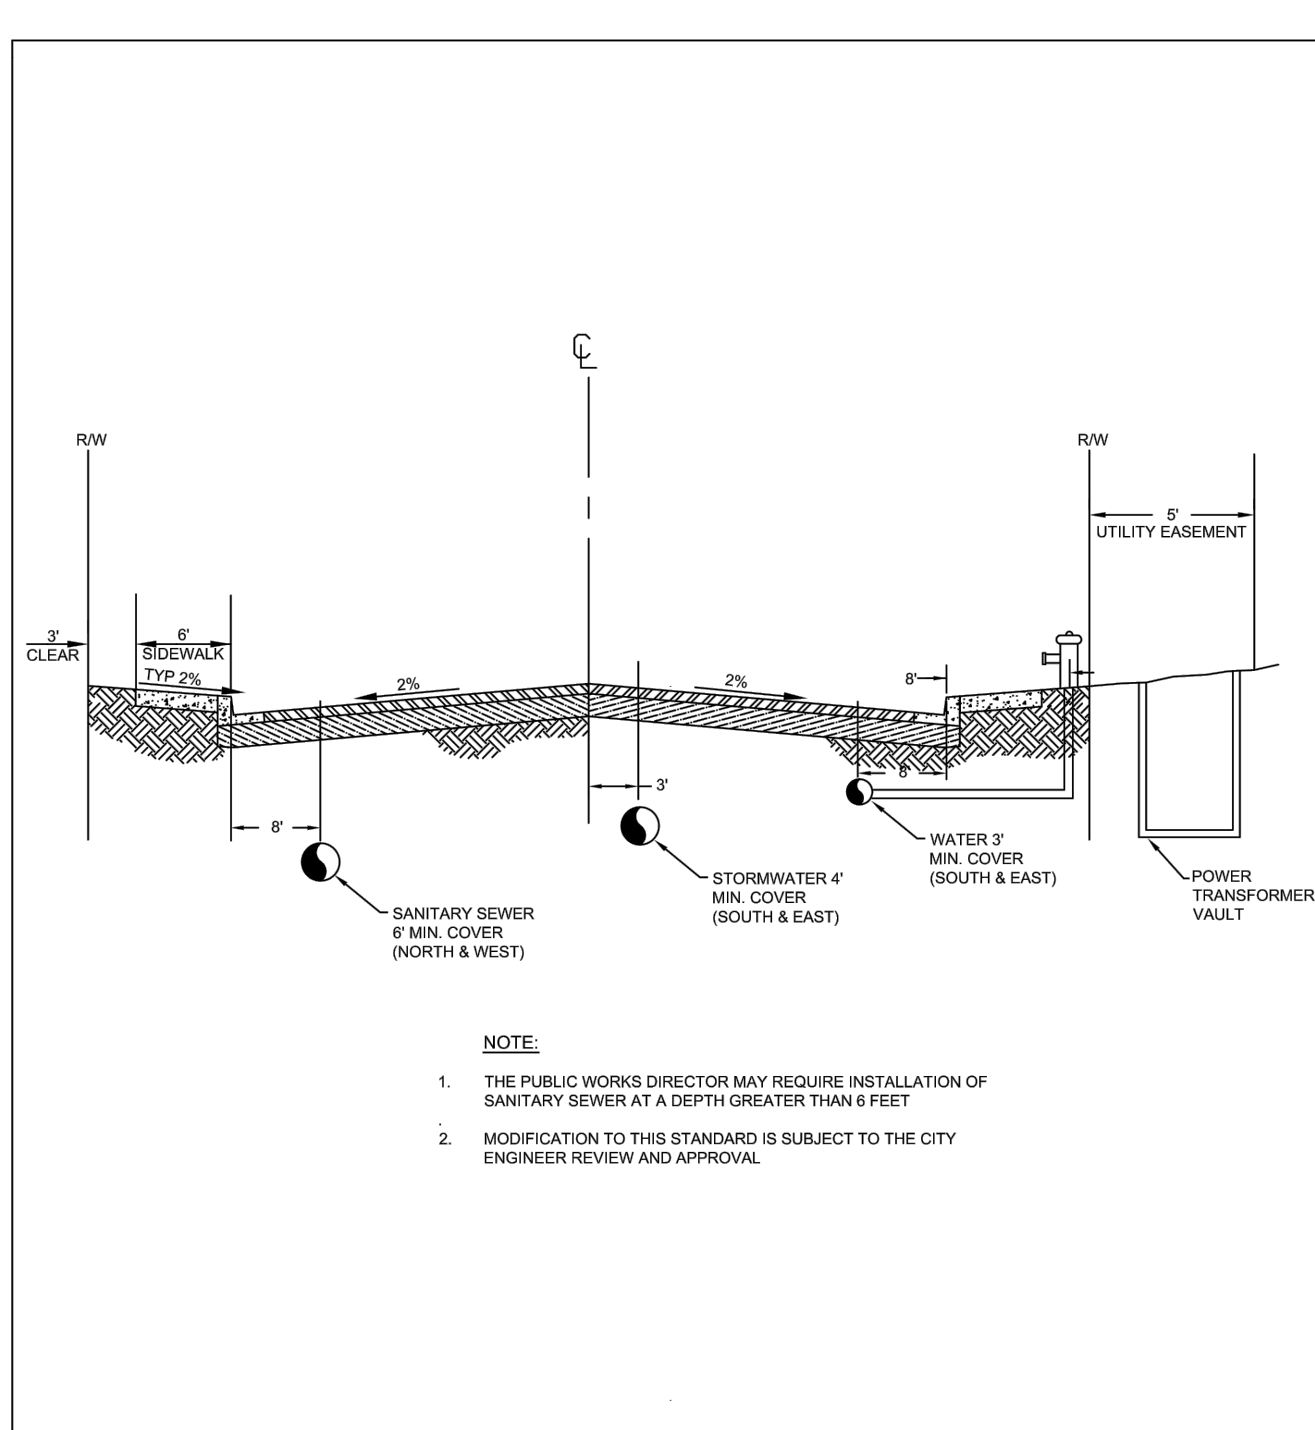 CL
R/W
R/W
5'
UTILITY EASEMENT
3'
CLEAR
6'
SIDEWALK
TYP 2%
2%
2%
8'
8'
3'
8'
WATER 3'
MIN. COVER
(SOUTH & EAST)
STORMWATER 4'
MIN. COVER
(SOUTH & EAST)
POWER
TRANSFORMER
VAULT
SANITARY SEWER
6' MIN. COVER
(NORTH & WEST)
NOTE:
1. THE PUBLIC WORKS DIRECTOR MAY REQUIRE INSTALLATION OF
SANITARY SEWER AT A DEPTH GREATER THAN 6 FEET
.
2. MODIFICATION TO THIS STANDARD IS SUBJECT TO THE CITY
ENGINEER REVIEW AND APPROVAL